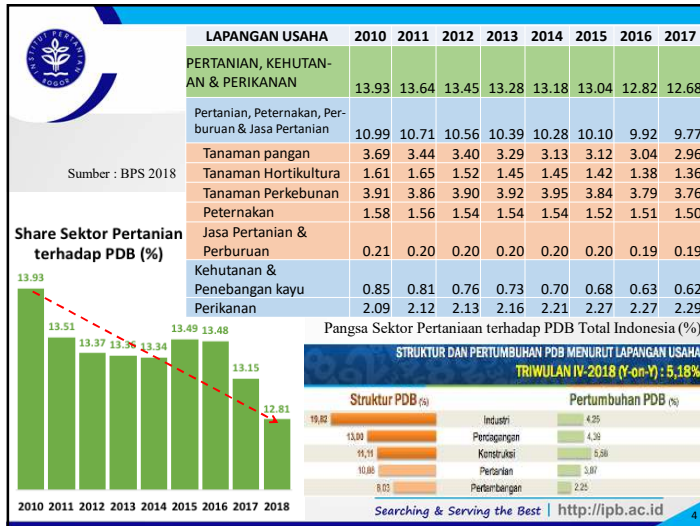 INSTITUT PERTANIAN
BOGOR
LAPANGAN USAHA 2010 2011 2012 2013 2014 2015 2016 2017
PERTANIAN, KEHUTAN-
AN & PERIKANAN 13.93 13.64 13.45 13.28 13.18 13.04 12.82 12.68
Pertanian, Peternakan, Per-
buruan & Jasa Pertanian 10.99 10.71 10.56 10.39 10.28 10.10 9.92 9.77
Tanaman pangan 3.69 3.44 3.40 3.29 3.13 3.12 3.04 2.96
Tanaman Hortikultura 1.61 1.65 1.52 1.45 1.45 1.42 1.38 1.36
Tanaman Perkebunan 3.91 3.86 3.90 3.92 3.95 3.84 3.79 3.76
Peternakan 1.58 1.56 1.54 1.54 1.54 1.52 1.51 1.50
Jasa Pertanian &
Perburuan 0.21 0.20 0.20 0.20 0.20 0.20 0.19 0.19
Kehutanan &
Penebangan kayu 0.85 0.81 0.76 0.73 0.70 0.68 0.63 0.62
Perikanan 2.09 2.12 2.13 2.16 2.21 2.27 2.27 2.29
Sumber : BPS 2018
Share Sektor Pertanian
terhadap PDB (%)
13.93
13.51
13.37
13.36
13.34
13.49
13.48
13.15
12.81
2010 2011 2012 2013 2014 2015 2016 2017 2018
Pangsa Sektor Pertaniaan terhadap PDB Total Indonesia (%)
STRUKTUR DAN PERTUMBUHAN PDB MENURUT LAPANGAN USAHA
TRIWULAN IV-2018 (Y-on-Y) : 5,18%
Struktur PDB (%) Pertumbuhan PDB (%)
19,82 Industri 4,25
13,00 Perdagangan 4,39
11,11 Konstruksi 5,58
Pertanian 3,87
8,03 Pertambangan 2,25
Searching & Serving the Best | http://ipb.ac.id
4